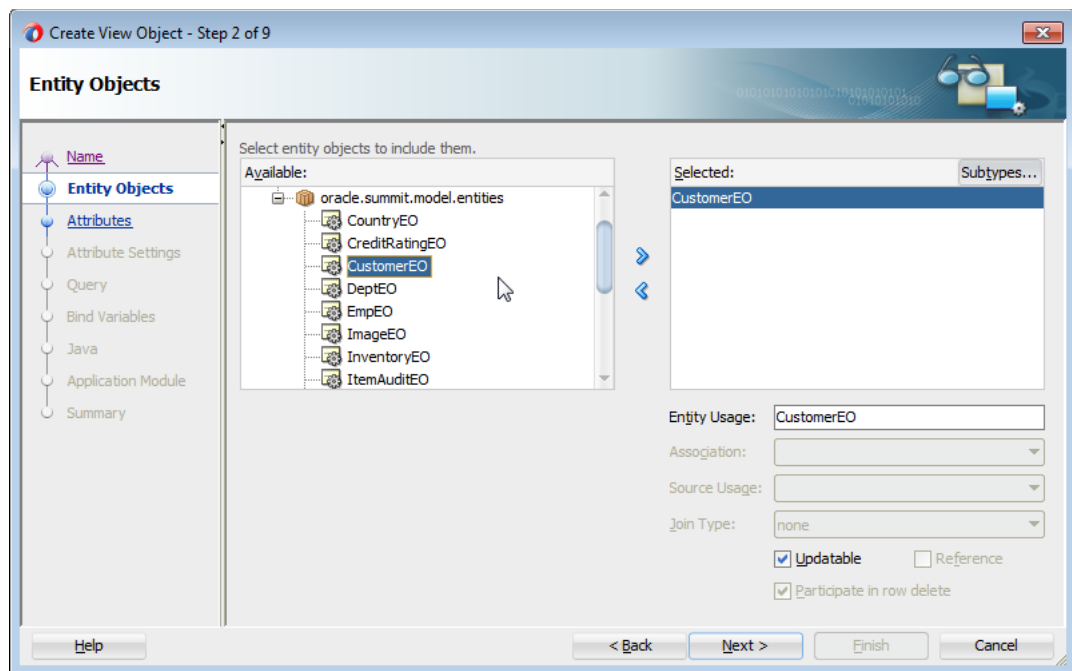 Create View Object - Step 2 of 9
Entity Objects
010101010101010101010101
0101010101010
Name
Entity Objects
Attributes
Attribute Settings
Query
Bind Variables
Java
Application Module
Summary
Select entity objects to include them.
Available:
oracle.summit.model.entities
CountryEO
CreditRatingEO
CustomerEO
DeptEO
EmpEO
ImageEO
InventoryEO
ItemAuditEO
Selected:
Subtypes...
CustomerEO
Entity Usage: CustomerEO
Association:
Source Usage:
Join Type: none
Updatable Reference
Participate in row delete
Help < Back Next > Finish Cancel